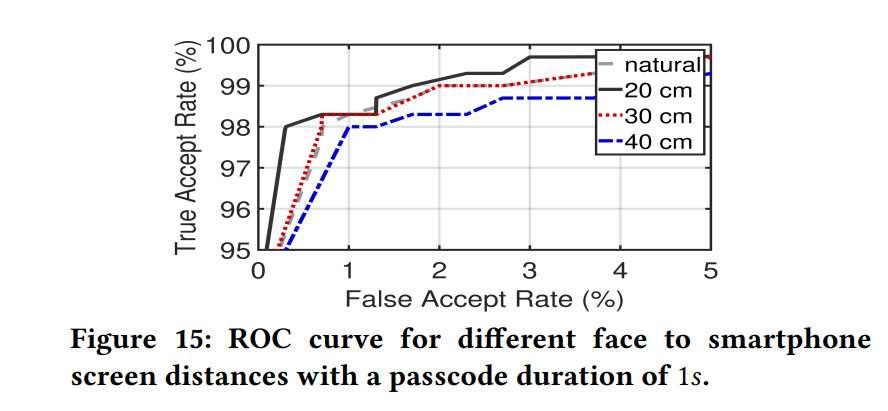 True Accept Rate (%)
100
99
98
97
96
95
0 1 2 3 4 5
False Accept Rate (%)
natural
20 cm
30 cm
40 cm
Figure 15: ROC curve for different face to smartphone
screen distances with a passcode duration of 1s.